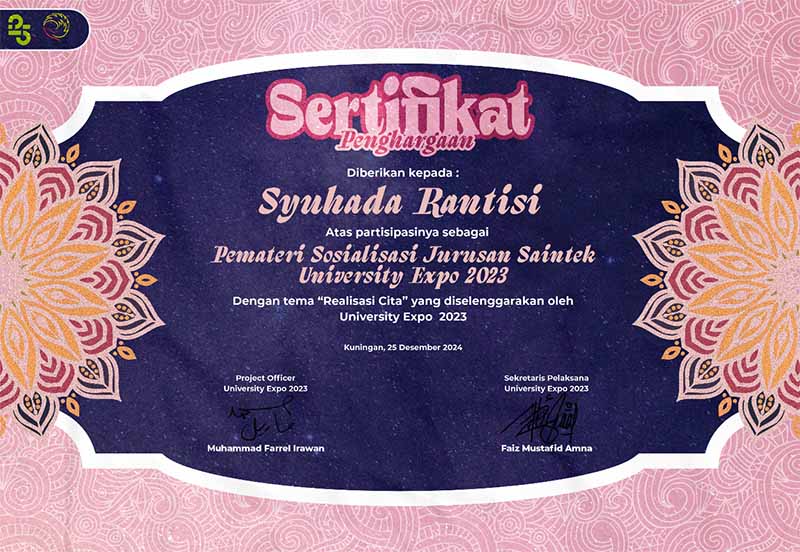 25
Sertifikat
Penghargaan
Diberikan kepada :
Syuhada Rantisi
Atas partisipasinya sebagai
Pemateri Sosialisasi Jurusan Saintek
University Expo 2023
Dengan tema “Realisasi Cita” yang diselenggarakan oleh
University Expo 2023
Kuningan, 25 Desember 2024
Project Officer
University Expo 2023
Muhammad Farrel Irawan
Sekretaris Pelaksana
University Expo 2023
Faiz Mustafid Amna